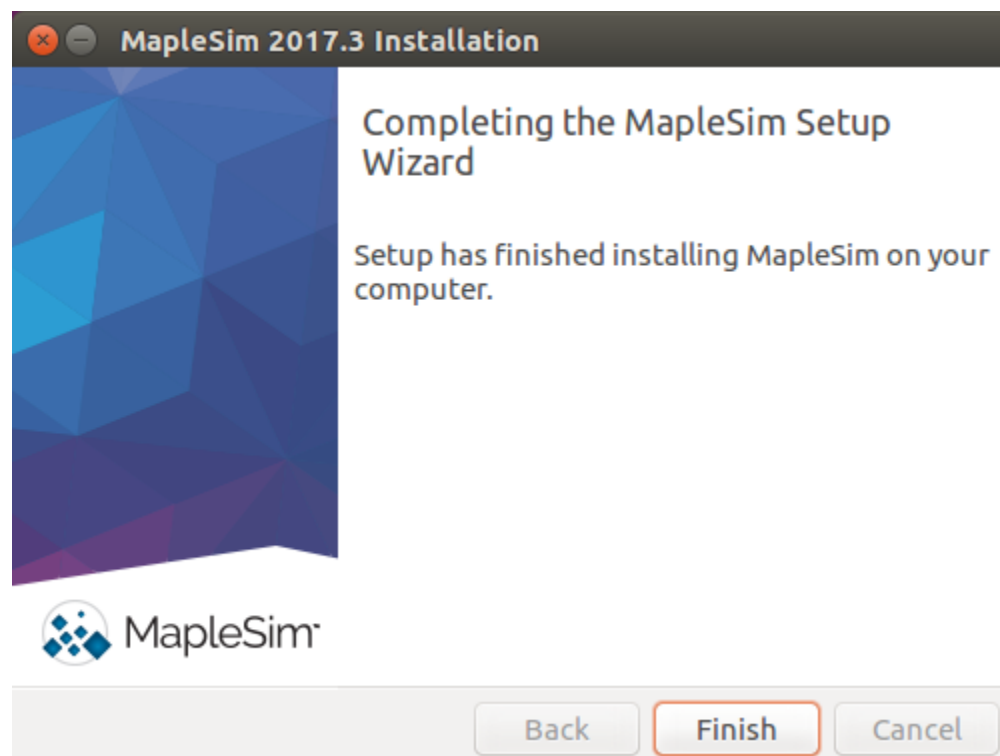 MapleSim 2017.3 Installation
Completing the MapleSim Setup
Wizard
Setup has finished installing MapleSim on your
computer.
MapleSim
Back
Finish
Cancel